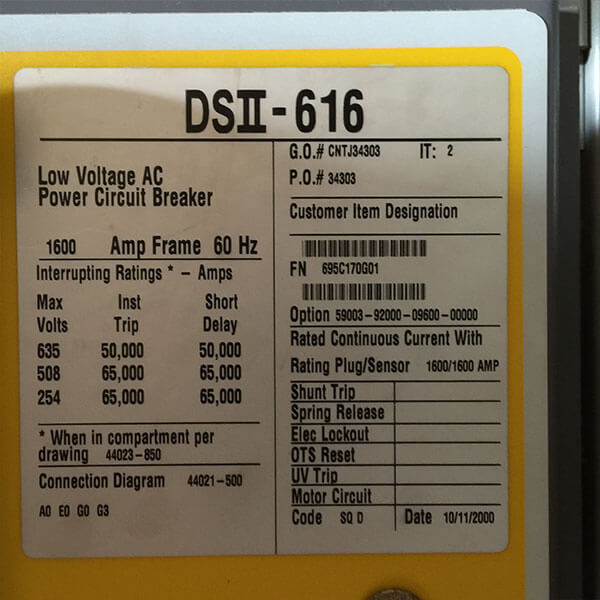 DSII-616
Low Voltage AC
Power Circuit Breaker
1600 Amp Frame 60 Hz
Interrupting Ratings * - Amps
Max Inst Short
Volts Trip Delay
635 50,000 50,000
508 65,000 65,000
254 65,000 65,000
* When in compartment per
drawing 44023-850
Connection Diagram 44021-500
A0 E0 G0 G3
G.O.# CNTJ34303 IT: 2
P.O.# 34303
Customer Item Designation
FN 695C170G01
Option 59003-92000-09600-00000
Rated Continuous Current With
Rating Plug/Sensor 1600/1600 AMP
Shunt Trip
Spring Release
Elec Lockout
OTS Reset
UV Trip
Motor Circuit
Code SQ D Date 10/11/2000